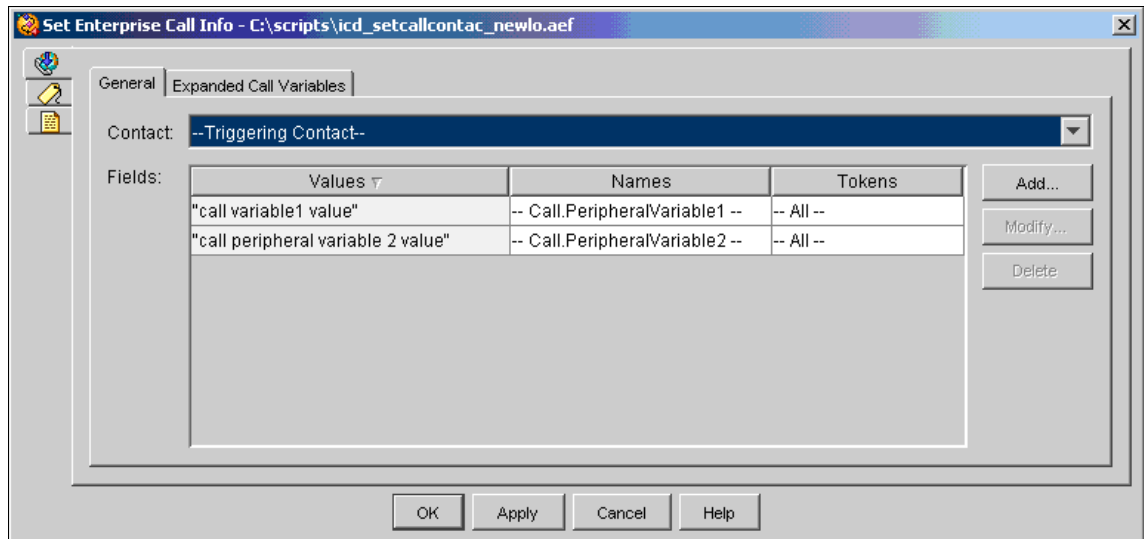 Set Enterprise Call Info - C:\scripts\icd_setcallcontac_newlo.aef
General
Expanded Call Variables
Contact:
--Triggering Contact--
Fields:
Values
Names
Tokens
"call variable1 value"
-- Call.PeripheralVariable1 --
-- All --
"call peripheral variable 2 value"
-- Call.PeripheralVariable2 --
-- All --
Add...
Modify...
Delete
OK
Apply
Cancel
Help